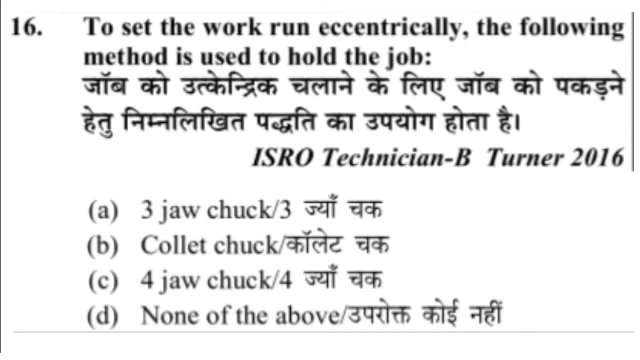 16. To set the work run eccentrically, the following
method is used to hold the job:
जॉब को उत्केन्द्रिक चलाने के लिए जॉब को पकड़ने
हेतु निम्नलिखित पद्धति का उपयोग होता है।
ISRO Technician-B Turner 2016
(a) 3 jaw chuck/3 ज्याँ चक
(b) Collet chuck/कॉलेट चक
(c) 4 jaw chuck/4 ज्याँ चक
(d) None of the above/उपरोक्त कोई नहीं